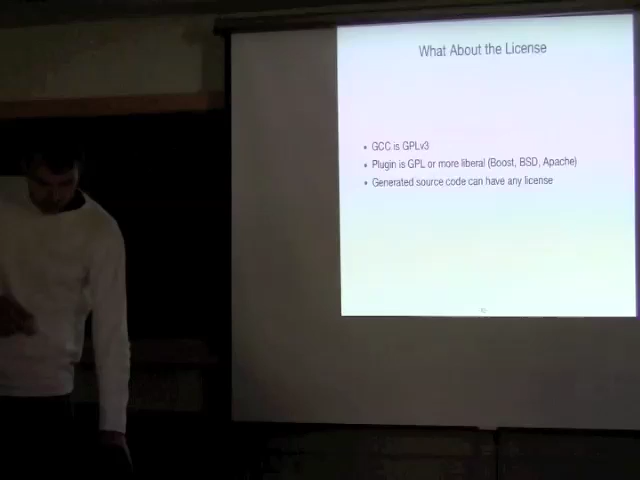 What About the License
• GCC is GPLv3
• Plugin is GPL or more liberal (Boost, BSD, Apache)
• Generated source code can have any license